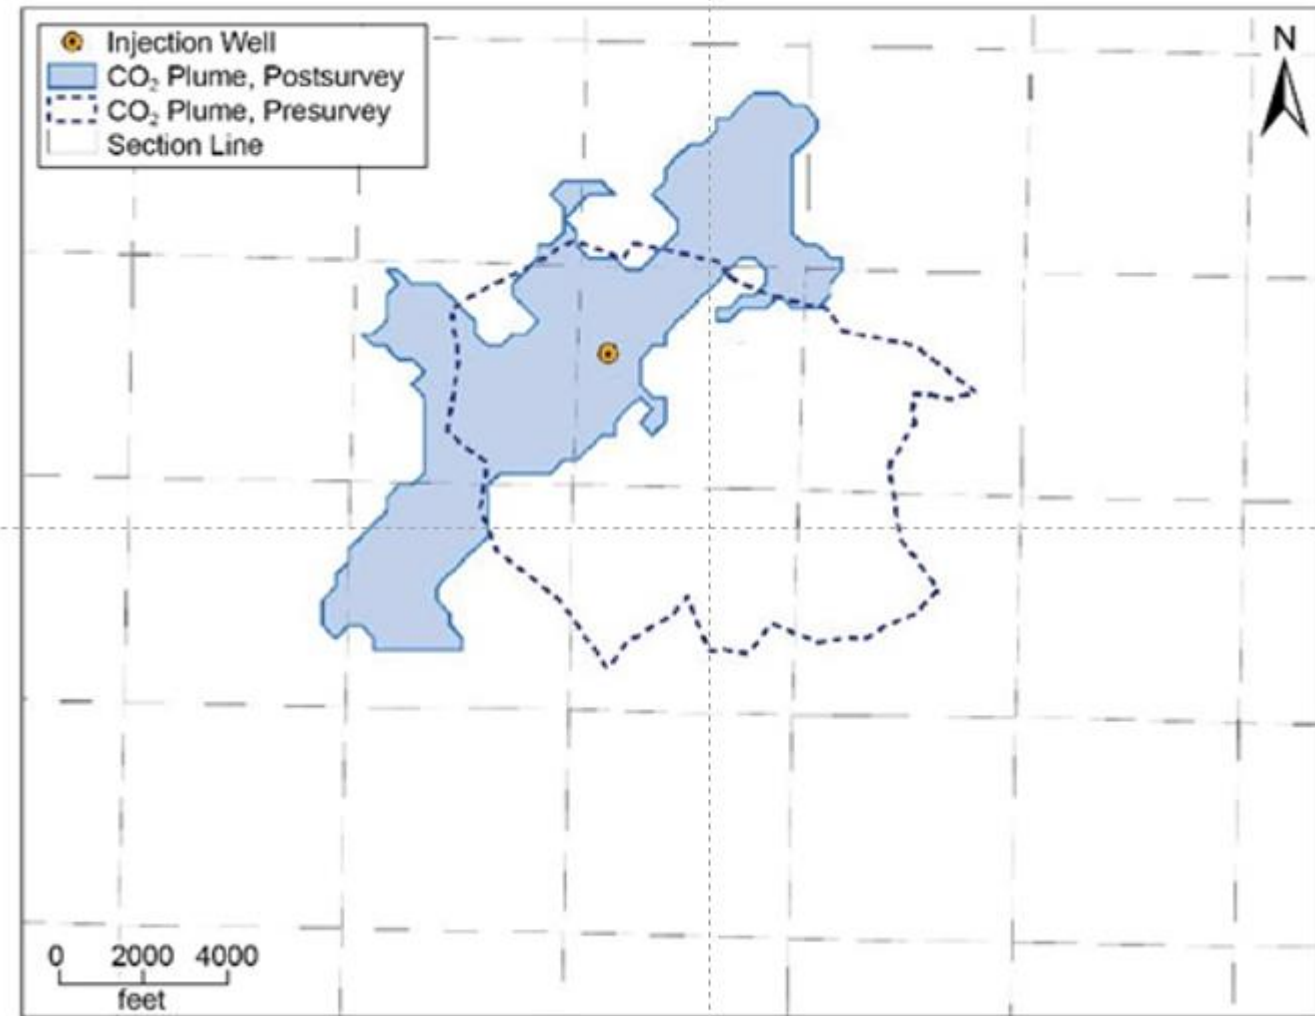 Injection Well
CO₂ Plume, Postsurvey
CO₂ Plume, Presurvey
Section Line
N
0 2000 4000
feet